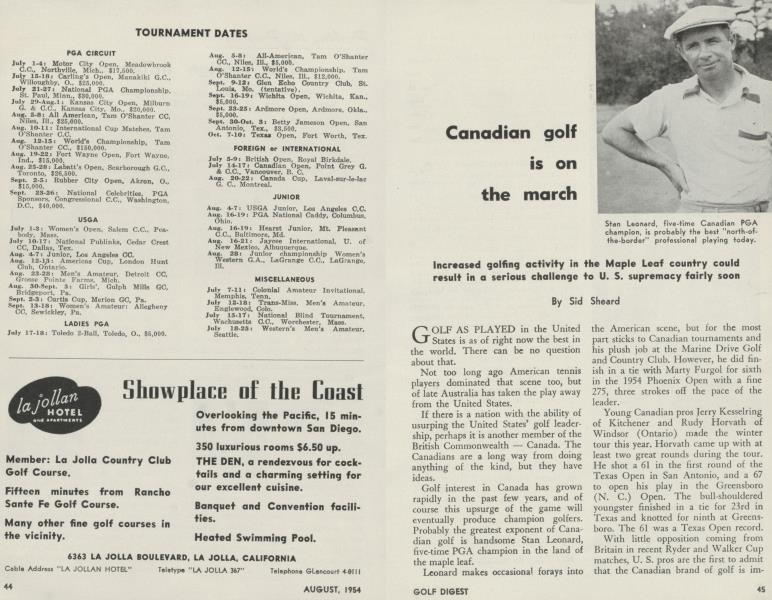 TOURNAMENT DATES
PGA CIRCUIT
July 1-4: Motor City Open, Meadowbrook
C.C., Northville, Mich., $17,500.
July 15-18: Carling's Open, Manakiki G.C.,
Willoughby, O., $25,000.
July 21-27: National PGA Championship,
St. Paul, Minn., $30,000.
July 29-Aug.1: Kansas City Open, Milburn
G. & C.C., Kansas City, Mo., $20,000.
Aug. 5-8: All American, Tam O'Shanter CC,
Niles, Ill., $25,000.
Aug. 10-11: International Cup Matches, Tam
O'Shanter C.C.
Aug. 12-15: World's Championship, Tam
O'Shanter CC., $150,000.
Aug. 19-22: Fort Wayne Open, Fort Wayne,
Ind., $15,000.
Aug. 25-28: Labatt's Open, Scarborough G.C.,
Toronto, $26,500.
Sept. 2-5: Rubber City Open, Akron, O.,
$15,000.
Sept. 23-26: National Celebrities, PGA
Sponsors, Congressional C.C., Washington,
D.C., $40,000.
USGA
July 1-3: Women's Open, Salem C.C., Pea-
body, Mass.
July 10-17: National Publinks, Cedar Crest
CC, Dallas, Tex.
Aug. 4-7: Junior, Los Angeles CC.
Aug. 12-13: Americas Cup, London Hunt
Club, Ontario.
Aug. 23-28: Men's Amateur, Detroit CC,
Grosse Pointe Farms, Mich.
Aug. 30-Sept. 3: Girls', Gulph Mills GC,
Bridgeport, Pa.
Sept. 2-3: Curtis Cup, Merion GC, Pa.
Sept. 13-18: Women's Amateur: Allegheny
CC, Sewickley, Pa.
LADIES PGA
July 17-18: Toledo 2-Ball, Toledo, O., $5,000.
Aug. 5-8: All-American, Tam O'Shanter
CC., Niles, Ill., $5,000.
Aug. 12-15: World's Championship, Tam
O'Shanter C.C., Niles, Ill., $12,000.
Sept. 9-12: Glen Echo Country Club, St.
Louis, Mo. (tentative).
Sept. 16-19: Wichita Open, Wichita, Kan.,
$5,000.
Sept. 23-25: Ardmore Open, Ardmore, Okla.,
$5,000.
Sept. 30-Oct. 3: Betty Jameson Open, San
Antonio, Tex., $3,500.
Oct. 7-10: Texas Open, Fort Worth, Tex.
FOREIGN or INTERNATIONAL
July 5-9: British Open, Royal Birkdale.
July 14-17: Canadian Open, Point Grey G.
& C.C., Vancouver, B. C.
Aug. 20-22: Canada Cup, Laval-sur-le-lac
G. C., Montreal.
JUNIOR
Aug. 4-7: USGA Junior, Los Angeles C.C.
Aug. 16-19: PGA National Caddy, Columbus,
Ohio.
Aug. 16-19: Hearst Junior, Mt. Pleasant
C.C., Baltimore, Md.
Aug. 16-21: Jaycee International, U. of
New Mexico, Albuquerque.
Aug. 28: Junior championship Women's
Western G.A., LaGrange C.C., LaGrange,
Ill.
MISCELLANEOUS
July 7-11: Colonial Amateur Invitational,
Memphis, Tenn.
July 12-18: Trans-Miss, Men's Amateur,
Englewood, Colo.
July 15-17: National Blind Tournament,
Wachusetts C.C., Worchester, Mass.
July 18-25: Western's Men's Amateur,
Seattle.
la jollan
HOTEL
and APARTMENTS
Showplace of the Coast
Member: La Jolla Country Club
Golf Course.
Fifteen minutes from Rancho
Sante Fe Golf Course.
Many other fine golf courses in
the vicinity.
Overlooking the Pacific, 15 min-
utes from downtown San Diego.
350 luxurious rooms $6.50 up.
THE DEN, a rendezvous for cock-
tails and a charming setting for
our excellent cuisine.
Banquet and Convention facili-
ties.
Heated Swimming Pool.
6363 LA JOLLA BOULEVARD, LA JOLLA, CALIFORNIA
Cable Address "LA JOLLAN HOTEL" Teletype "LA JOLLA 367" Telephone GLencourt 4-0111
44
AUGUST, 1954
Canadian golf
is on
the march
Stan Leonard, five-time Canadian PGA
champion, is probably the best "north-of-
the-border" professional playing today.
Increased golfing activity in the Maple Leaf country could
result in a serious challenge to U. S. supremacy fairly soon
By Sid Sheard
GOLF AS PLAYED in the United
States is as of right now the best in
the world. There can be no question
about that.
Not too long ago American tennis
players dominated that scene too, but
of late Australia has taken the play away
from the United States.
If there is a nation with the ability of
usurping the United States' golf leader-
ship, perhaps it is another member of the
British Commonwealth — Canada. The
Canadians are a long way from doing
anything of the kind, but they have
ideas.
Golf interest in Canada has grown
rapidly in the past few years, and of
course this upsurge of the game will
eventually produce champion golfers.
Probably the greatest exponent of Cana-
dian golf is handsome Stan Leonard,
five-time PGA champion in the land of
the maple leaf.
Leonard makes occasional forays into
the American scene, but for the most
part sticks to Canadian tournaments and
his plush job at the Marine Drive Golf
and Country Club. However, he did fin-
ish in a tie with Marty Furgol for sixth
in the 1954 Phoenix Open with a fine
275, three strokes off the pace of the
leader.
Young Canadian pros Jerry Kesselring
of Kitchener and Rudy Horvath of
Windsor (Ontario) made the winter
tour this year. Horvath came up with at
least two great rounds during the tour.
He shot a 61 in the first round of the
Texas Open in San Antonio, and a 67
to open his play in the Greensboro
(N. C.) Open. The bull-shouldered
youngster finished in a tie for 23rd in
Texas and knotted for ninth at Greens-
boro. The 61 was a Texas Open record.
With little opposition coming from
Britain in recent Ryder and Walker Cup
matches, U. S. pros are the first to admit
that the Canadian brand of golf is im-
GOLF DIGEST
45